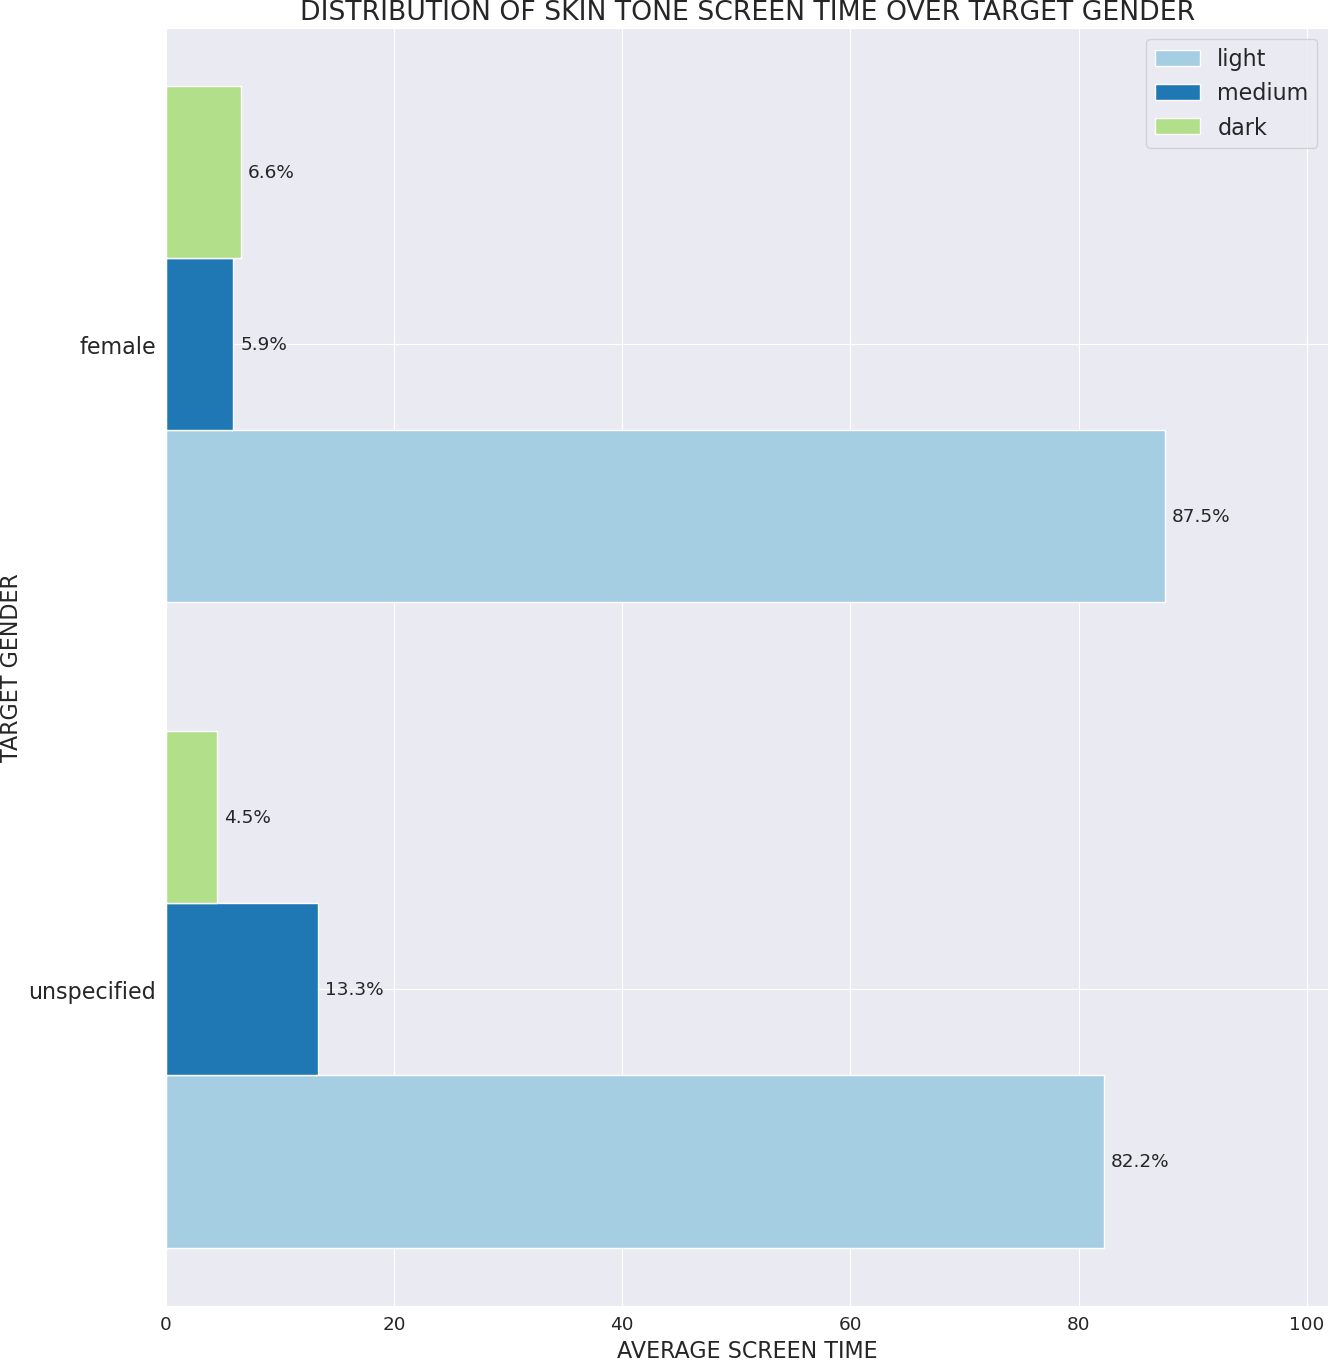 DISTRIBUTION OF SKIN TONE SCREEN TIME OVER TARGET GENDER
light
medium
dark
6.6%
5.9%
female
87.5%
TARGET GENDER
4.5%
13.3%
unspecified
82.2%
0 20 40 60 80 100
AVERAGE SCREEN TIME